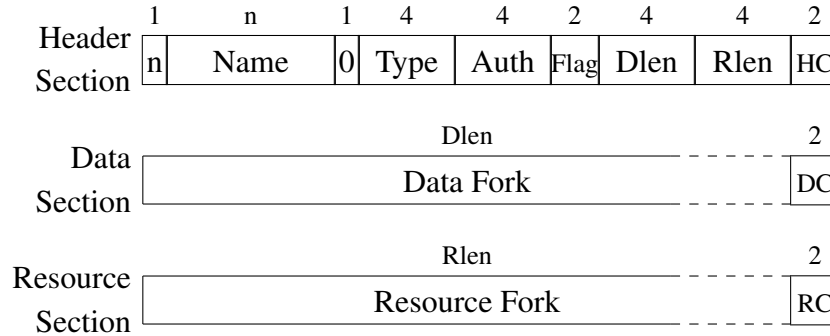 1 n 1 4 4 2 4 4 2
Header Section
n Name 0 Type Auth Flag Dlen Rlen HC
Dlen 2
Data Section
Data Fork DC
Rlen 2
Resource Section
Resource Fork RC